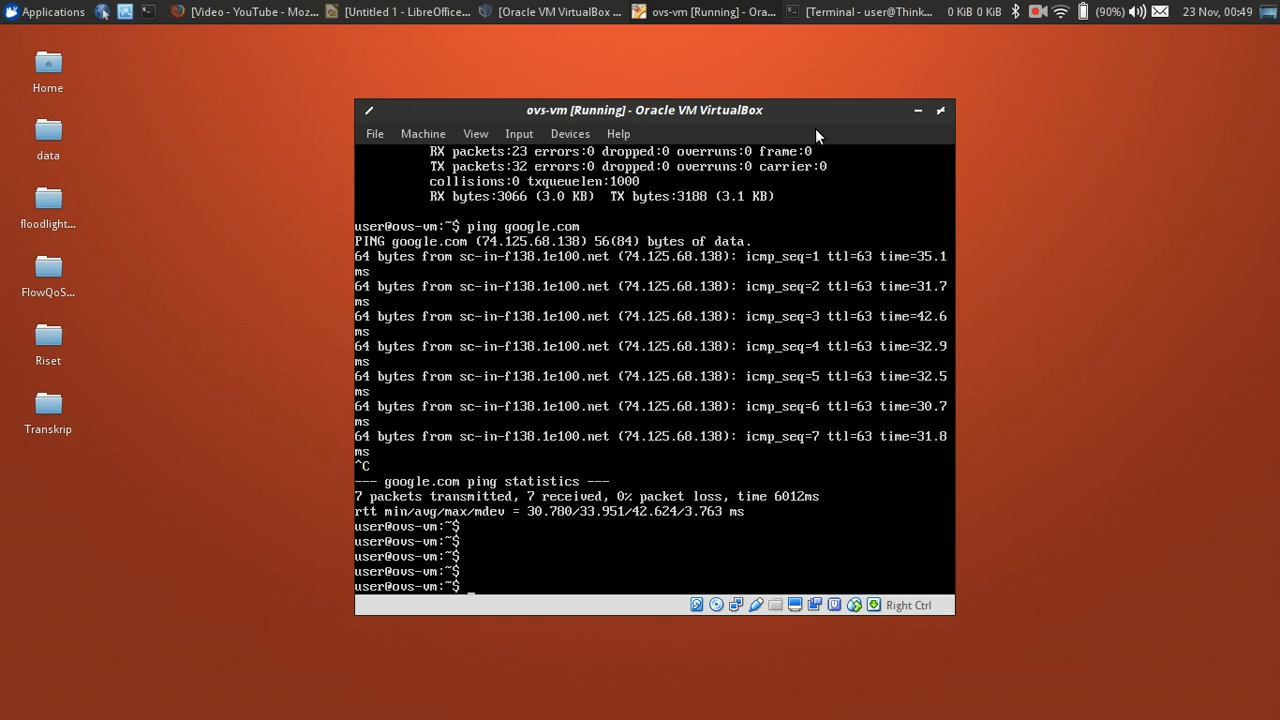 Applications
[Video - YouTube - Moz...
[Untitled 1 - LibreOffice...
[Oracle VM VirtualBox ...
ovs-vm [Running] - Ora...
[Terminal - user@Think...
0 KiB 0 KiB
(90%)
23 Nov, 00:49
Home
data
floodlight...
FlowQoS...
Riset
Transkrip
ovs-vm [Running] - Oracle VM VirtualBox
File Machine View Input Devices Help
RX packets:23 errors:0 dropped:0 overruns:0 frame:0
TX packets:32 errors:0 dropped:0 overruns:0 carrier:0
collisions:0 txqueuelen:1000
RX bytes:3066 (3.0 KB)  TX bytes:3188 (3.1 KB)
user@ovs-vm:~$ ping google.com
PING google.com (74.125.68.138) 56(84) bytes of data.
64 bytes from sc-in-f138.1e100.net (74.125.68.138): icmp_seq=1 ttl=63 time=35.1
ms
64 bytes from sc-in-f138.1e100.net (74.125.68.138): icmp_seq=2 ttl=63 time=31.7
ms
64 bytes from sc-in-f138.1e100.net (74.125.68.138): icmp_seq=3 ttl=63 time=42.6
ms
64 bytes from sc-in-f138.1e100.net (74.125.68.138): icmp_seq=4 ttl=63 time=32.9
ms
64 bytes from sc-in-f138.1e100.net (74.125.68.138): icmp_seq=5 ttl=63 time=32.5
ms
64 bytes from sc-in-f138.1e100.net (74.125.68.138): icmp_seq=6 ttl=63 time=30.7
ms
64 bytes from sc-in-f138.1e100.net (74.125.68.138): icmp_seq=7 ttl=63 time=31.8
ms
^C
--- google.com ping statistics ---
7 packets transmitted, 7 received, 0% packet loss, time 6012ms
rtt min/avg/max/mdev = 30.780/33.951/42.624/3.763 ms
user@ovs-vm:~$
user@ovs-vm:~$
user@ovs-vm:~$
user@ovs-vm:~$
user@ovs-vm:~$ _
Right Ctrl